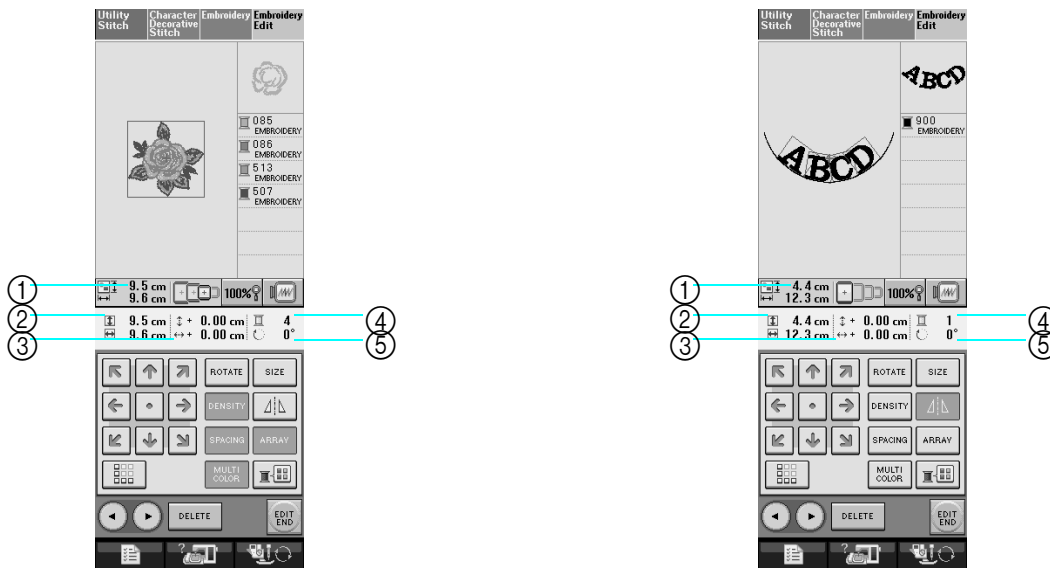 Utility Stitch
Character Decorative Stitch
Embroidery
Embroidery Edit
085
EMBROIDERY
086
EMBROIDERY
513
EMBROIDERY
507
EMBROIDERY
① 9.5 cm
9.6 cm 100%
② 9.5 cm + 0.00 cm 4 ④
③ 9.6 cm + 0.00 cm 0° ⑤
ROTATE SIZE
DENSITY
SPACING ARRAY
MULTI COLOR
DELETE EDIT END
?
Utility Stitch
Character Decorative Stitch
Embroidery
Embroidery Edit
ABCD
ABCD
900
EMBROIDERY
① 4.4 cm
12.3 cm 100%
② 4.4 cm + 0.00 cm 1 ④
③ 12.3 cm + 0.00 cm 0° ⑤
ROTATE SIZE
DENSITY
SPACING ARRAY
MULTI COLOR
DELETE EDIT END
?